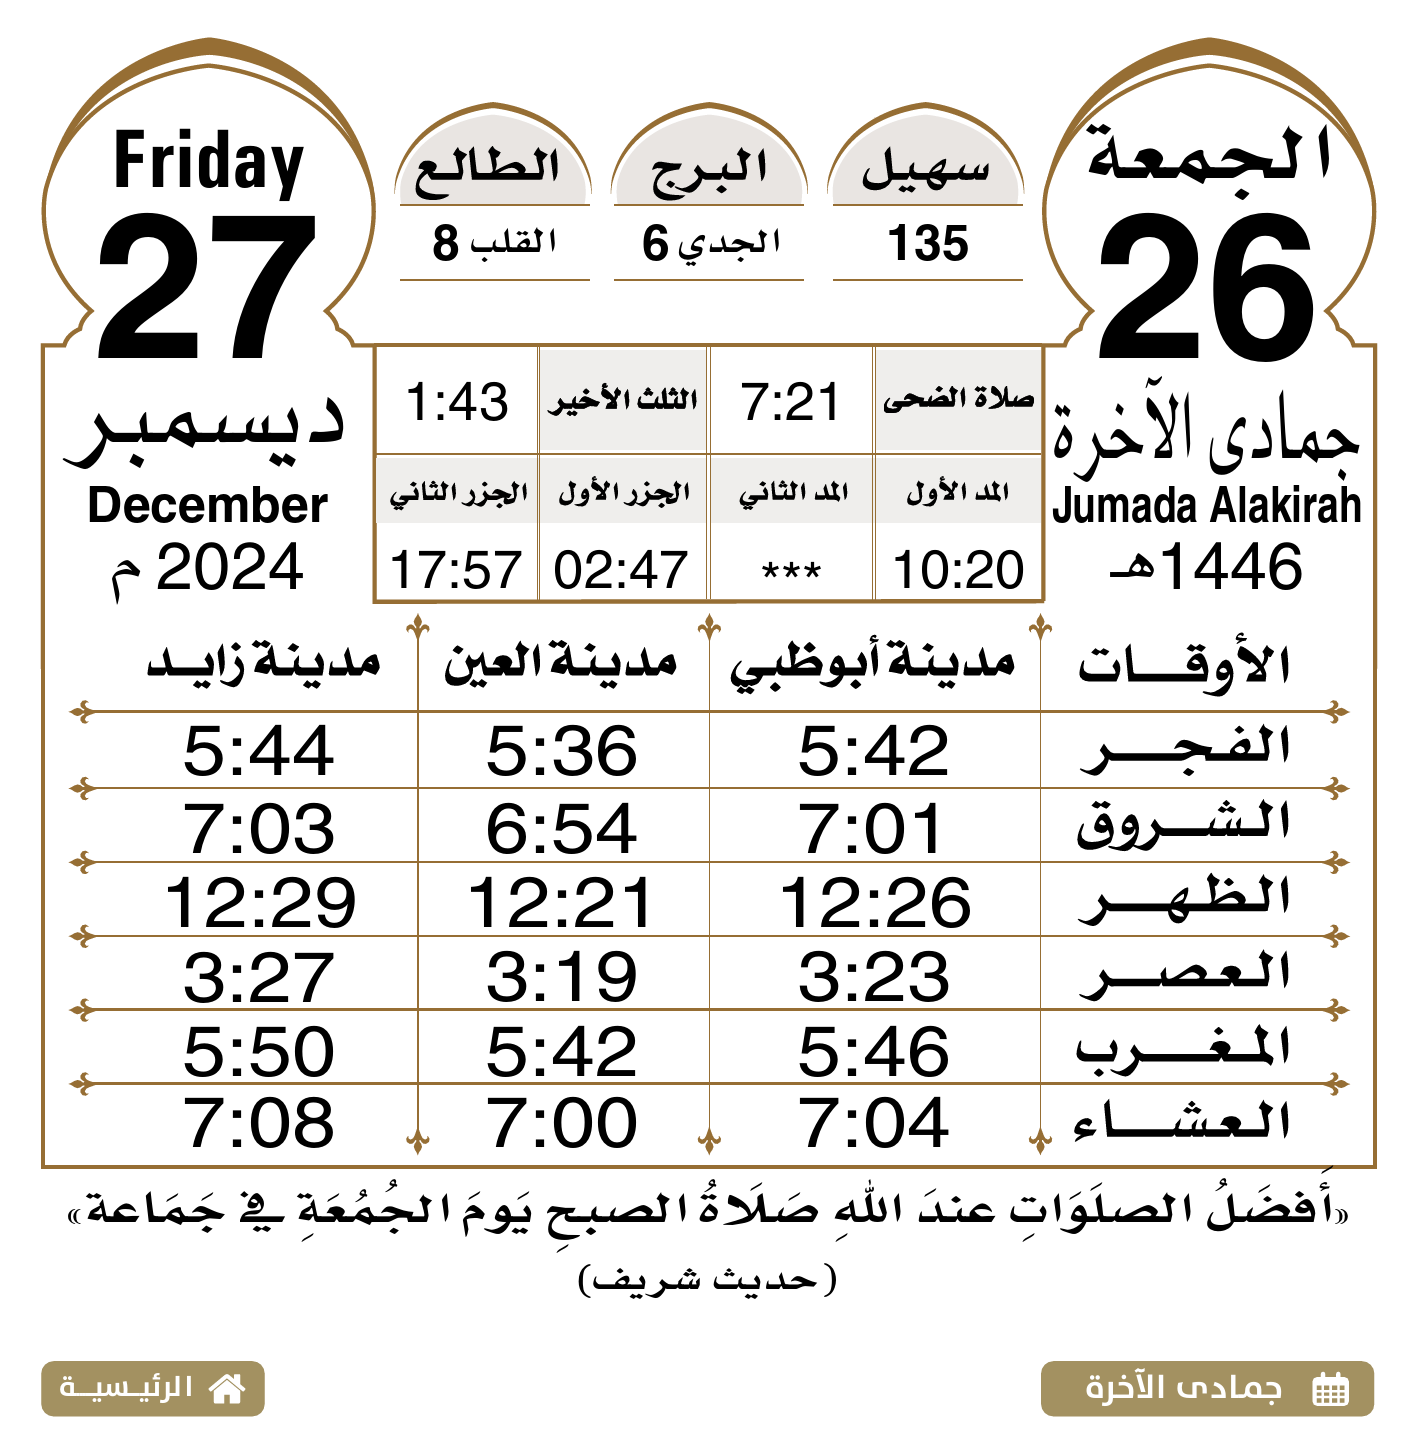 الجمعة
26
جمادى الآخرة
Jumada Alakirah
1446هـ
سهيل
135
البرج
الجدي 6
الطالع
القلب 8
Friday
27
ديسمبر
December
2024 م
صلاة الضحى 7:21 الثلث الأخير 1:43
المد الأول المد الثاني الجزر الأول الجزر الثاني
10:20 *** 02:47 17:57
الأوقـــات مدينة أبوظبي مدينة العين مدينة زايــد
الفجـــر 5:42 5:36 5:44
الشـــروق 7:01 6:54 7:03
الظهـــر 12:26 12:21 12:29
العصـــر 3:23 3:19 3:27
المغـــرب 5:46 5:42 5:50
العشـــاء 7:04 7:00 7:08
«أَفضَلُ الصلَوَاتِ عندَ اللهِ صَلَاةُ الصبحِ يَومَ الجُمُعَةِ في جَمَاعة»
(حديث شريف)
جمادى الآخرة
الرئيـسيــة